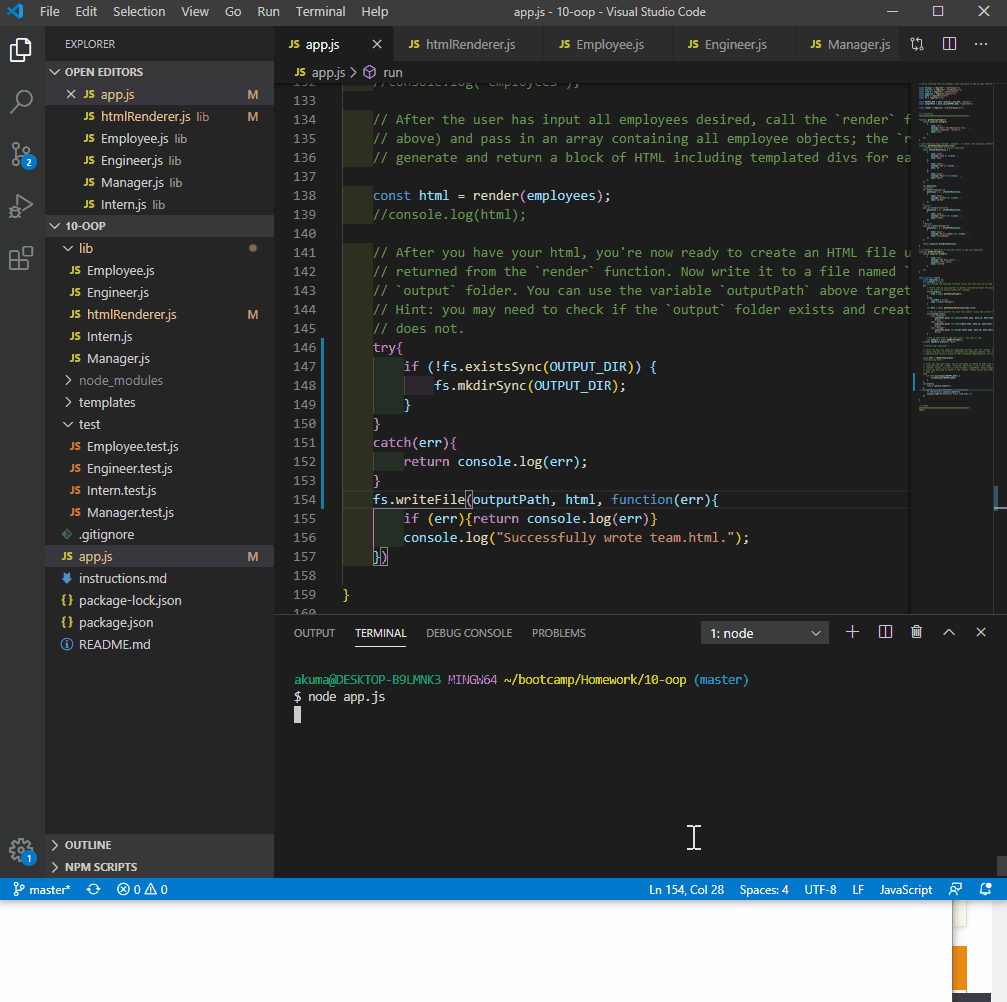 File Edit Selection View Go Run Terminal Help app.js - 10-oop - Visual Studio Code
EXPLORER
OPEN EDITORS
JS app.js M
JS htmlRenderer.js lib M
JS Employee.js lib
JS Engineer.js lib
JS Manager.js lib
JS Intern.js lib
10-OOP
lib
JS Employee.js
JS Engineer.js
JS htmlRenderer.js M
JS Intern.js
JS Manager.js
node_modules
templates
test
JS Employee.test.js
JS Engineer.test.js
JS Intern.test.js
JS Manager.test.js
.gitignore
JS app.js M
instructions.md
{} package-lock.json
{} package.json
README.md
OUTLINE
NPM SCRIPTS
2
1
JS app.js JS htmlRenderer.js JS Employee.js JS Engineer.js JS Manager.js
JS app.js > run
132 //console.log("employees");
133
134 // After the user has input all employees desired, call the `render` f
135 // above) and pass in an array containing all employee objects; the `r
136 // generate and return a block of HTML including templated divs for ea
137
138 const html = render(employees);
139 //console.log(html);
140
141 // After you have your html, you're now ready to create an HTML file u
142 // returned from the `render` function. Now write it to a file named `
143 // `output` folder. You can use the variable `outputPath` above target
144 // Hint: you may need to check if the `output` folder exists and creat
145 // does not.
146 try{
147 if (!fs.existsSync(OUTPUT_DIR)) {
148 fs.mkdirSync(OUTPUT_DIR);
149 }
150 }
151 catch(err){
152 return console.log(err);
153 }
154 fs.writeFile(outputPath, html, function(err){
155 if (err){return console.log(err)}
156 console.log("Successfully wrote team.html.");
157 })
158
159 }
160
OUTPUT TERMINAL DEBUG CONSOLE PROBLEMS 1: node
akuma@DESKTOP-B9LMNK3 MINGW64 ~/bootcamp/Homework/10-oop (master)
$ node app.js
master* 0 0 Ln 154, Col 28 Spaces: 4 UTF-8 LF JavaScript